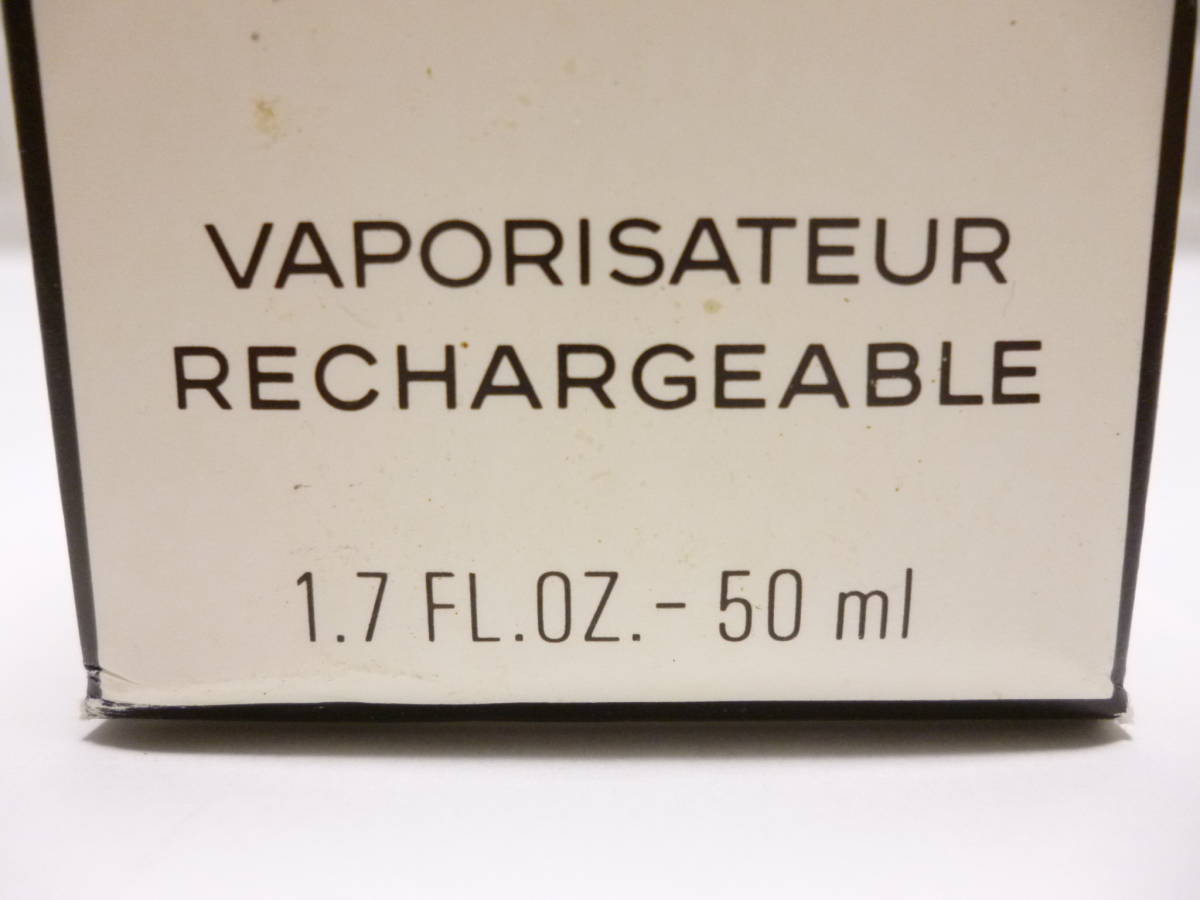 VAPORISATEUR
RECHARGEABLE
1.7 FL.OZ. - 50 ml